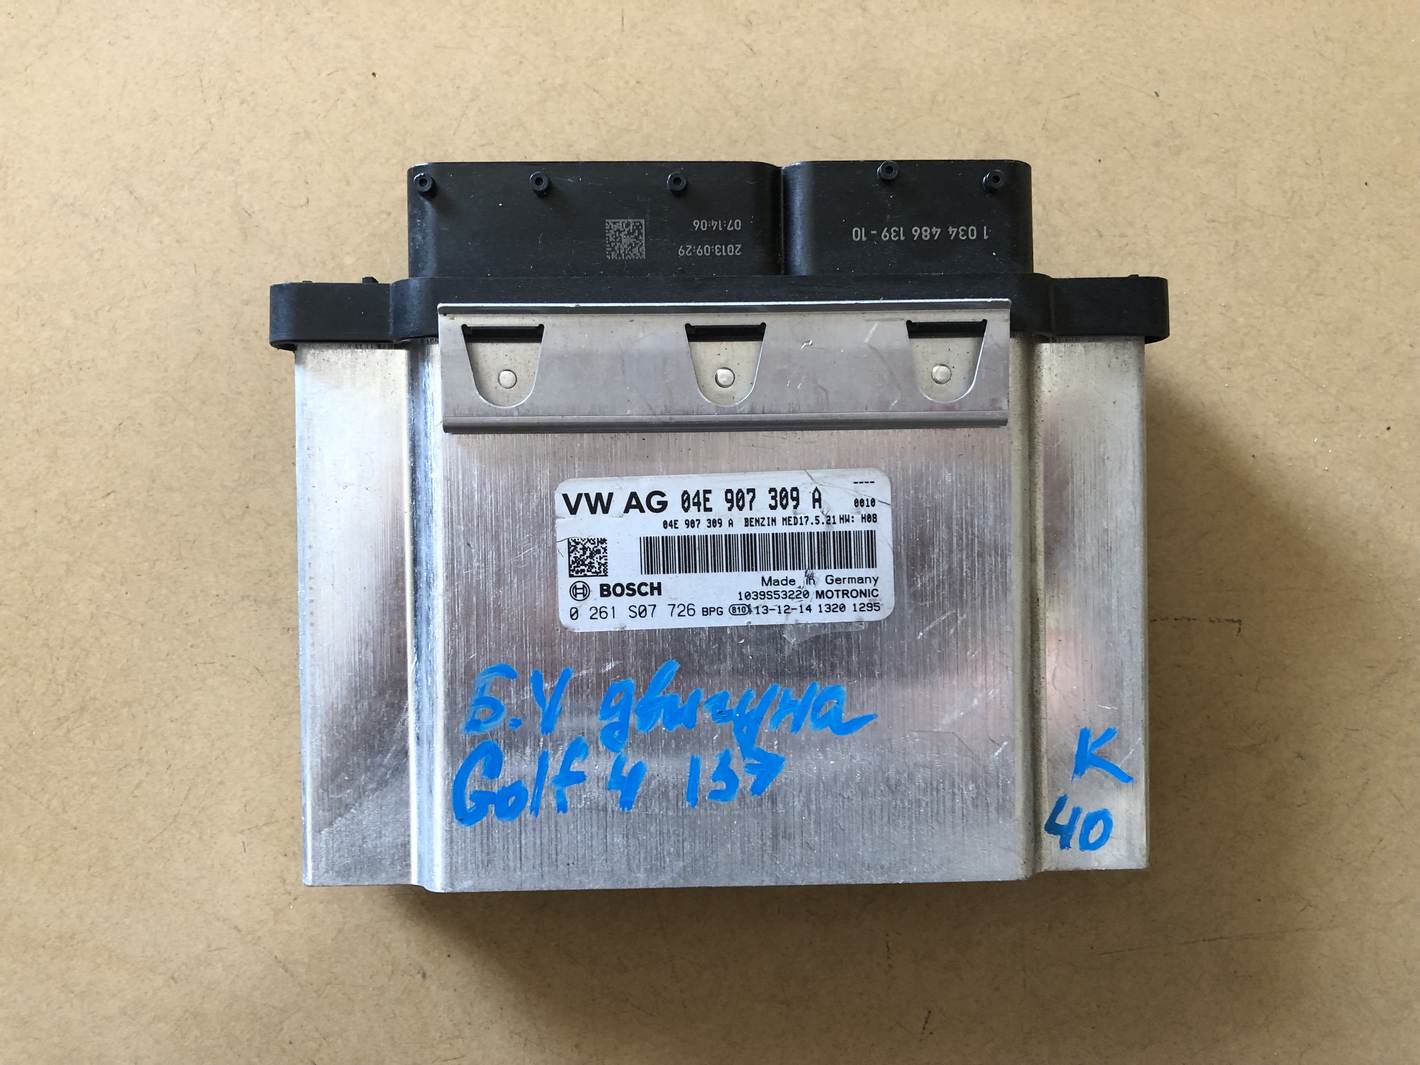 07:14:06
2013:09:29
1 034 486 139-10
VW AG 04E 907 309 A
----
0010
04E 907 309 A BENZIN MED17.5.21 HW: H08
BOSCH
Made in Germany
1039S53220 MOTRONIC
0 261 S07 726 BPG 810 13-12-14 1320 1295
Б.У двигуна
Golf 4 137
K
40